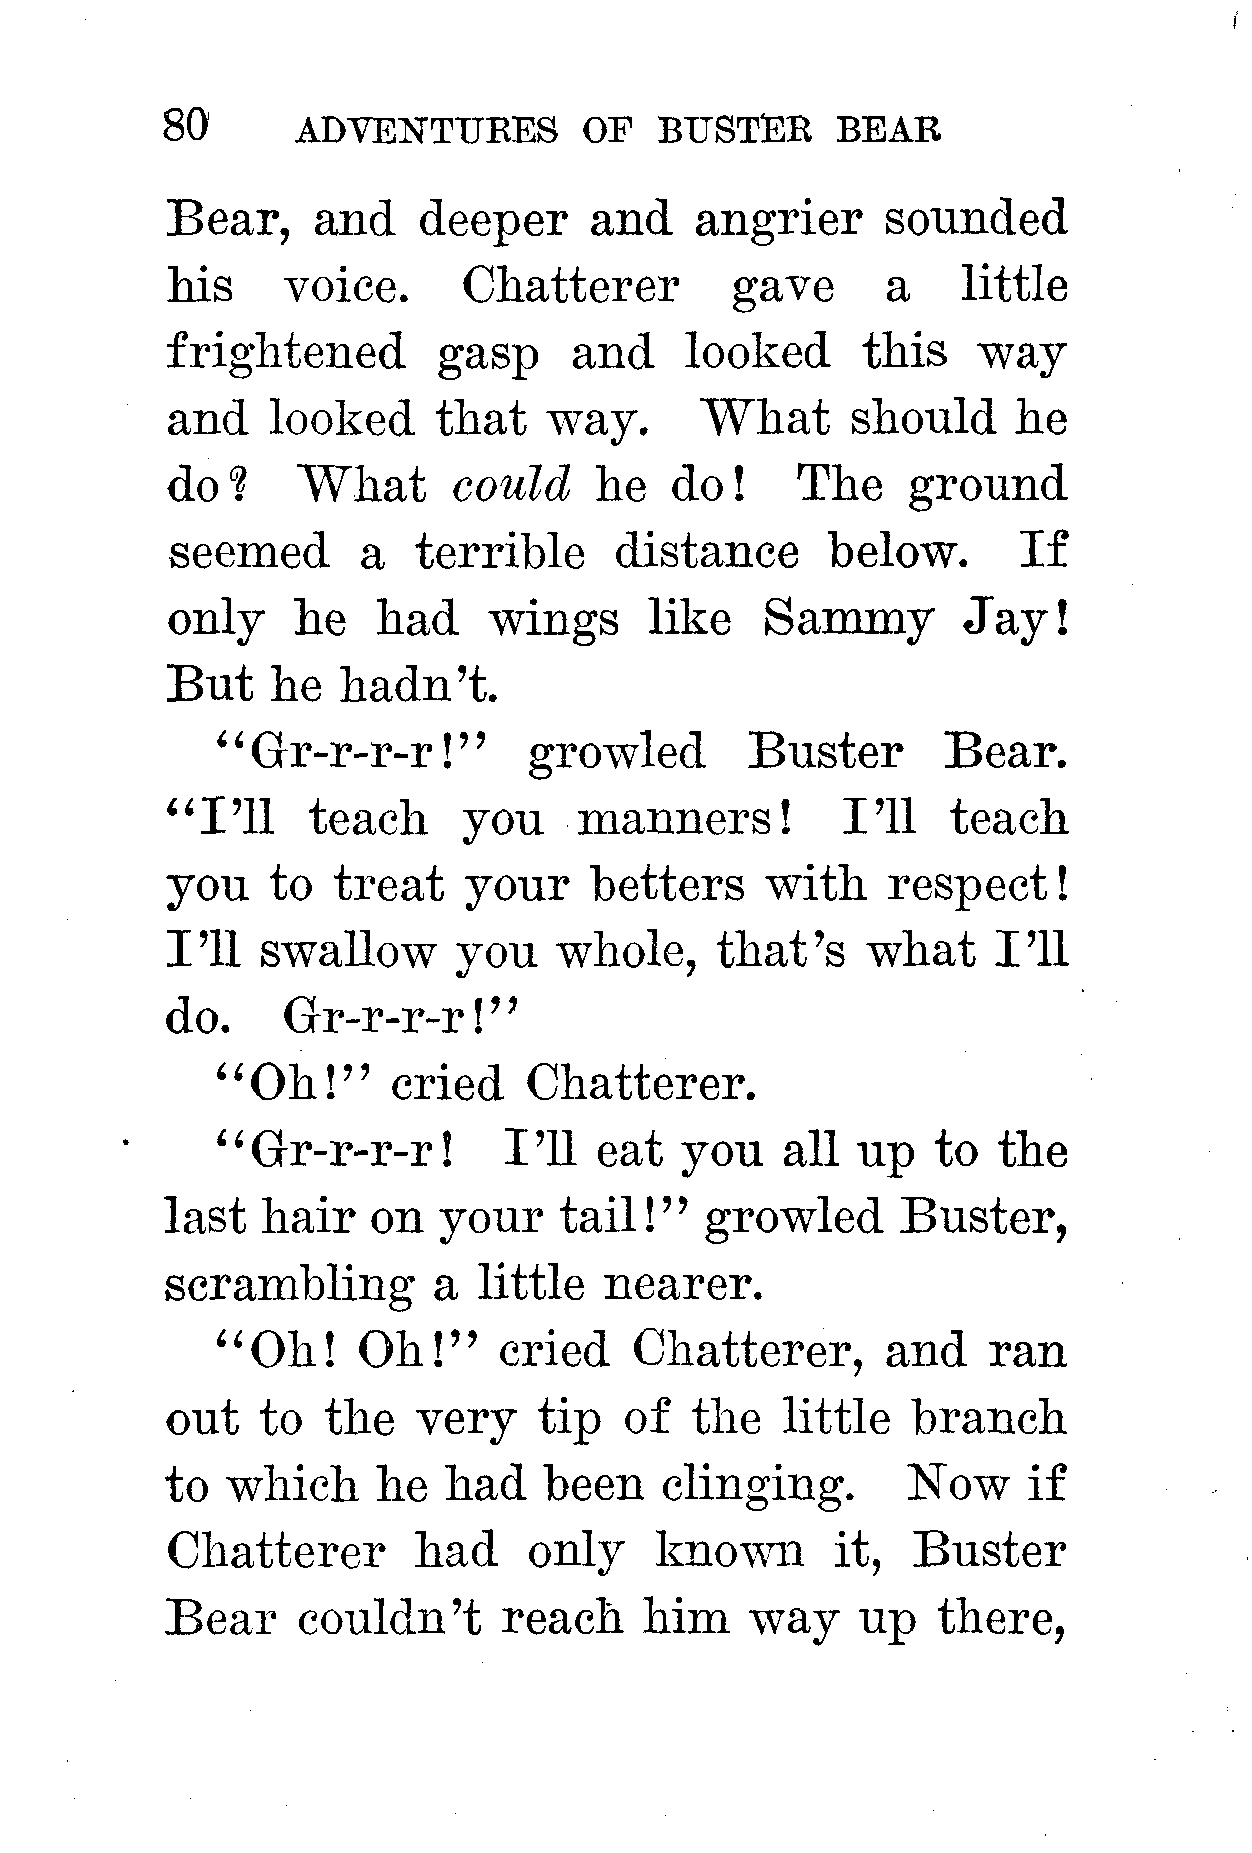 80 ADVENTURES OF BUSTER BEAR
Bear, and deeper and angrier sounded
his voice. Chatterer gave a little
frightened gasp and looked this way
and looked that way. What should he
do? What could he do! The ground
seemed a terrible distance below. If
only he had wings like Sammy Jay!
But he hadn't.
"Gr-r-r-r!" growled Buster Bear.
"I'll teach you manners! I'll teach
you to treat your betters with respect!
I'll swallow you whole, that's what I'll
do. Gr-r-r-r!"
"Oh!" cried Chatterer.
"Gr-r-r-r! I'll eat you all up to the
last hair on your tail!" growled Buster,
scrambling a little nearer.
"Oh! Oh!" cried Chatterer, and ran
out to the very tip of the little branch
to which he had been clinging. Now if
Chatterer had only known it, Buster
Bear couldn't reach him way up there,